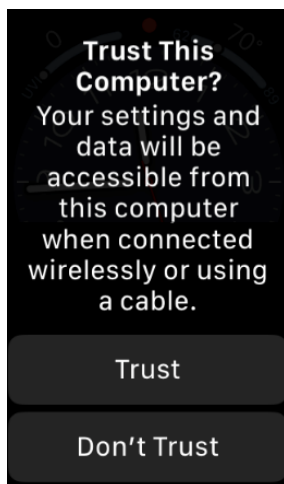 Trust This
Computer?
Your settings and
data will be
accessible from
this computer
when connected
wirelessly or using
a cable.
Trust
Don’t Trust